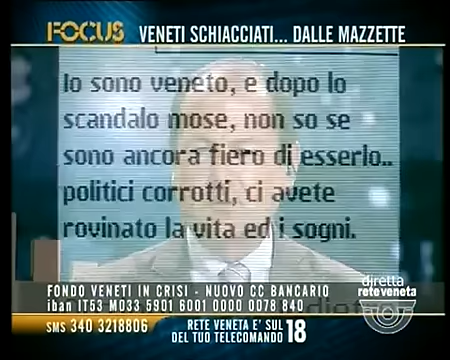 FOCUS VENETI SCHIACCIATI... DALLE MAZZETTE
Io sono veneto, e dopo lo
scandalo mose, non so se
sono ancora fiero di esserlo..
politici corrotti, ci avete
rovinato la vita ed i sogni.
diretta
reteveneta
FONDO VENETI IN CRISI - NUOVO CC BANCARIO
iban IT53 M033 5901 6001 0000 0078 840
SMS 340 3218806
RETE VENETA E' SUL
DEL TUO TELECOMANDO 18